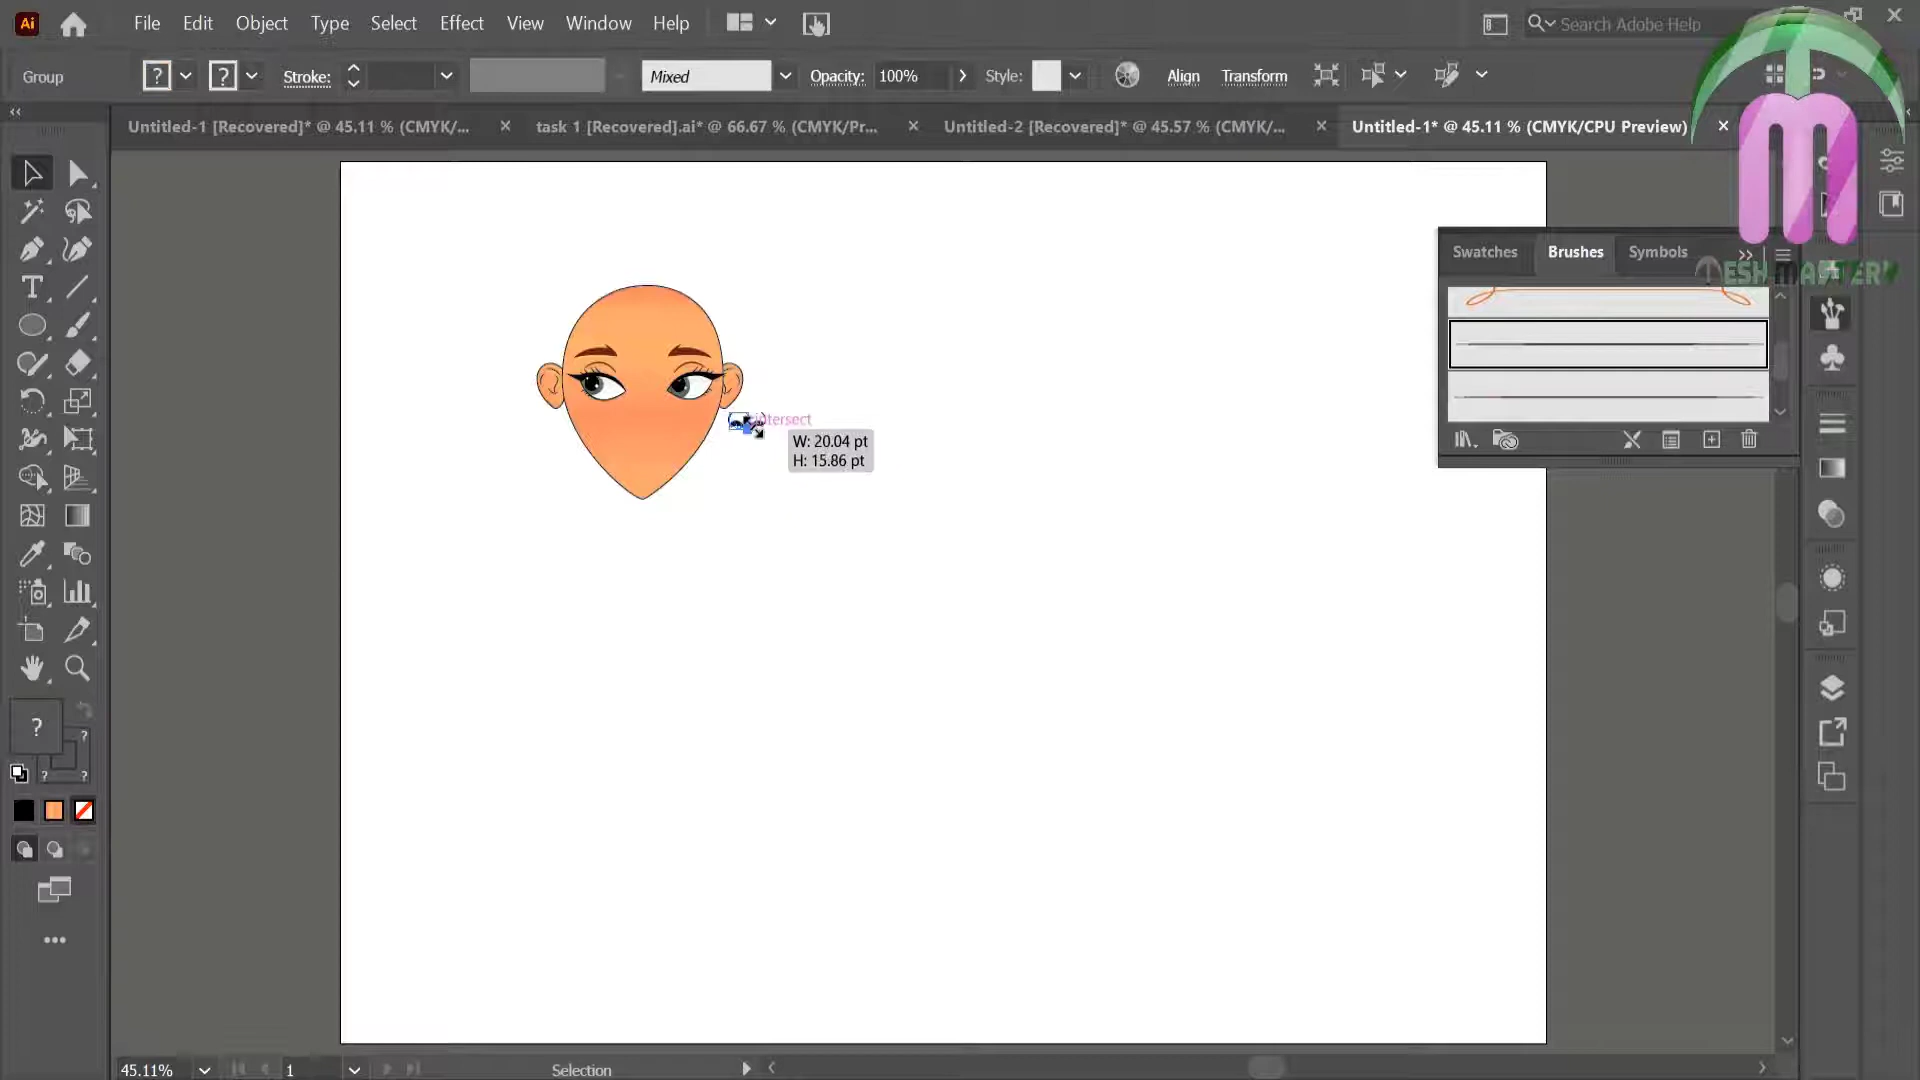 Ai File Edit Object Type Select Effect View Window Help Search Adobe Help
Group ? ? Stroke: Mixed Opacity: 100% Style: Align Transform
Untitled-1 [Recovered]* @ 45.11 % (CMYK/... × task 1 [Recovered].ai* @ 66.67 % (CMYK/Pr... × Untitled-2 [Recovered]* @ 45.57 % (CMYK/... × Untitled-1* @ 45.11 % (CMYK/CPU Preview) ×
Swatches Brushes Symbols
TESH MASTERY
intersect
W: 20.04 pt
H: 15.86 pt
?
?
? ?
45.11% 1 Selection